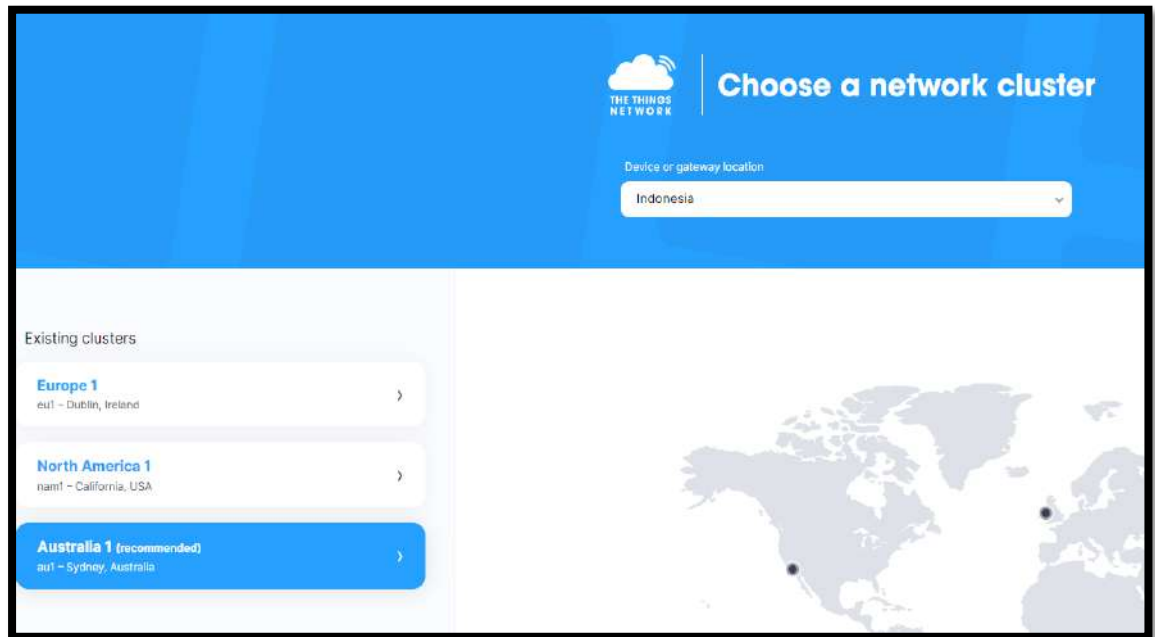 THE THINGS
NETWORK
Choose a network cluster
Device or gateway location
Indonesia
Existing clusters
Europe 1
eu1 – Dublin, Ireland
North America 1
nam1 – California, USA
Australia 1 (recommended)
au1 – Sydney, Australia